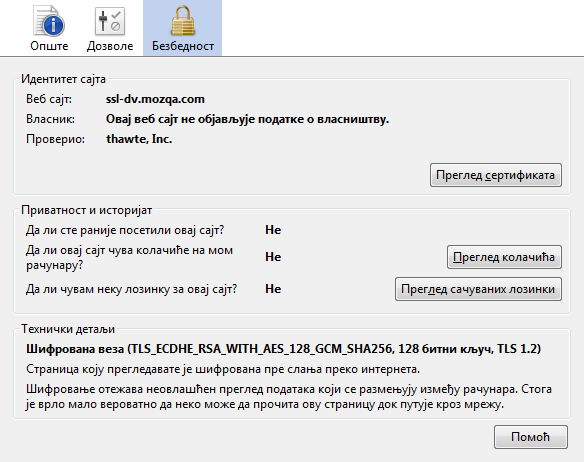 Опште Дозволе Безбедност
Идентитет сајта
Веб сајт: ssl-dv.mozqa.com
Власник: Овај веб сајт не објављује податке о власништву.
Проверио: thawte, Inc.
Преглед сертификата
Приватност и историјат
Да ли сте раније посетили овај сајт? Не
Да ли овај сајт чува колачиће на мом
рачунару? Не Преглед колачића
Да ли чувам неку лозинку за овај сајт? Не Преглед сачуваних лозинки
Технички детаљи
Шифрована веза (TLS_ECDHE_RSA_WITH_AES_128_GCM_SHA256, 128 битни кључ, TLS 1.2)
Страница коју прегледавате је шифрована пре слања преко интернета.
Шифровање отежава неовлашћен преглед података који се размењују између рачунара. Стога
је врло мало вероватно да неко може да прочита ову страницу док путује кроз мрежу.
Помоћ